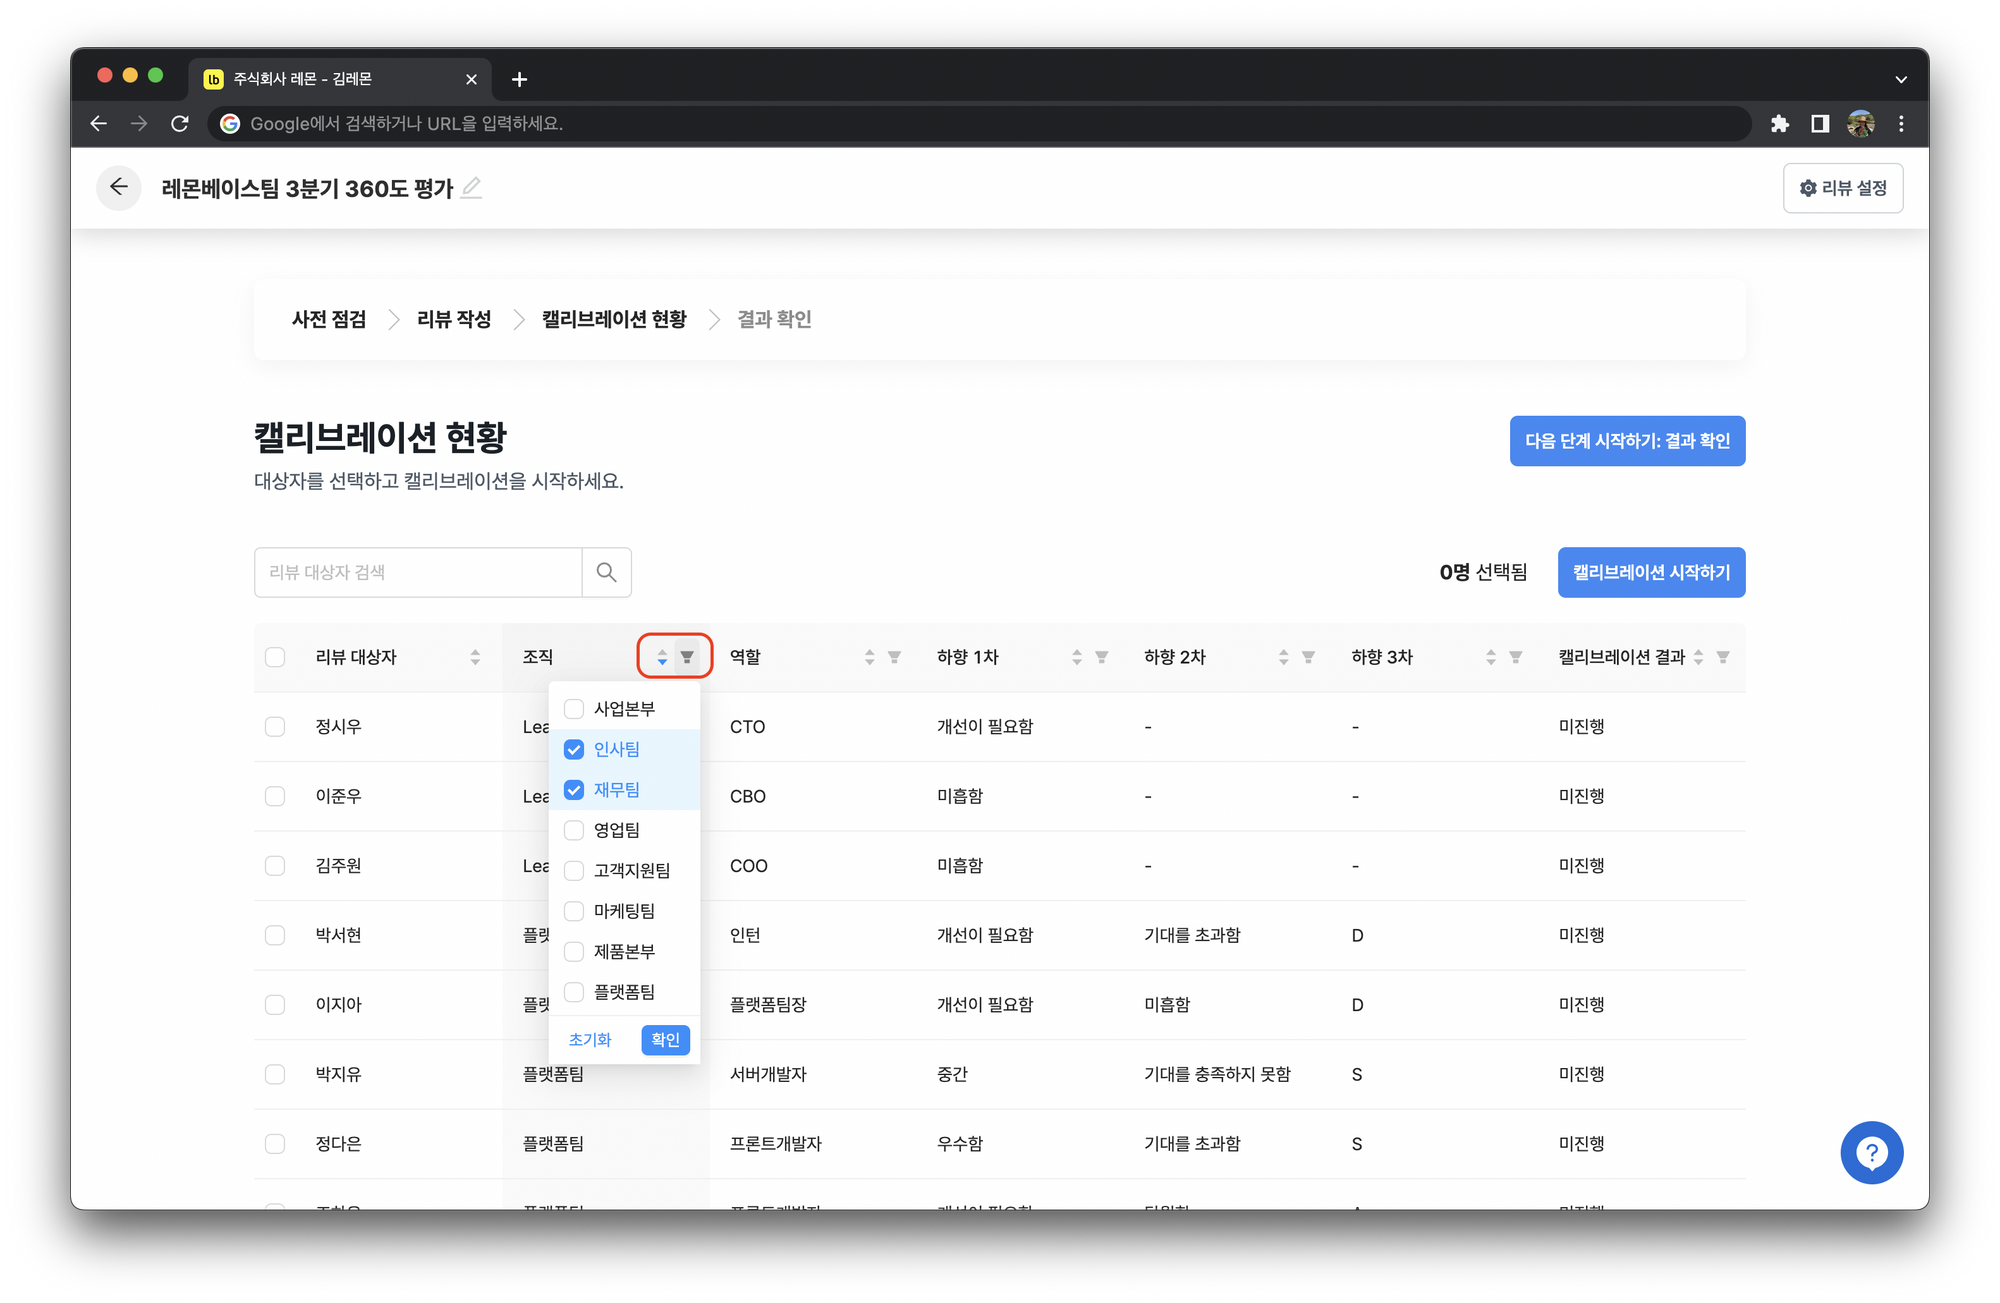 lb 주식회사 레몬 - 김레몬
Google에서 검색하거나 URL을 입력하세요.
레몬베이스팀 3분기 360도 평가
리뷰 설정
사전 점검 리뷰 작성 캘리브레이션 현황 결과 확인
캘리브레이션 현황
다음 단계 시작하기: 결과 확인
대상자를 선택하고 캘리브레이션을 시작하세요.
리뷰 대상자 검색
0명 선택됨
캘리브레이션 시작하기
리뷰 대상자 조직 역할 하향 1차 하향 2차 하향 3차 캘리브레이션 결과
사업본부
인사팀
재무팀
영업팀
고객지원팀
마케팅팀
제품본부
플랫폼팀
초기화 확인
정시우 Lea CTO 개선이 필요함 - - 미진행
이준우 Lea CBO 미흡함 - - 미진행
김주원 Lea COO 미흡함 - - 미진행
박서현 플랫 인턴 개선이 필요함 기대를 초과함 D 미진행
이지아 플랫 플랫폼팀장 개선이 필요함 미흡함 D 미진행
박지유 플랫폼팀 서버개발자 중간 기대를 충족하지 못함 S 미진행
정다은 플랫폼팀 프론트개발자 우수함 기대를 초과함 S 미진행